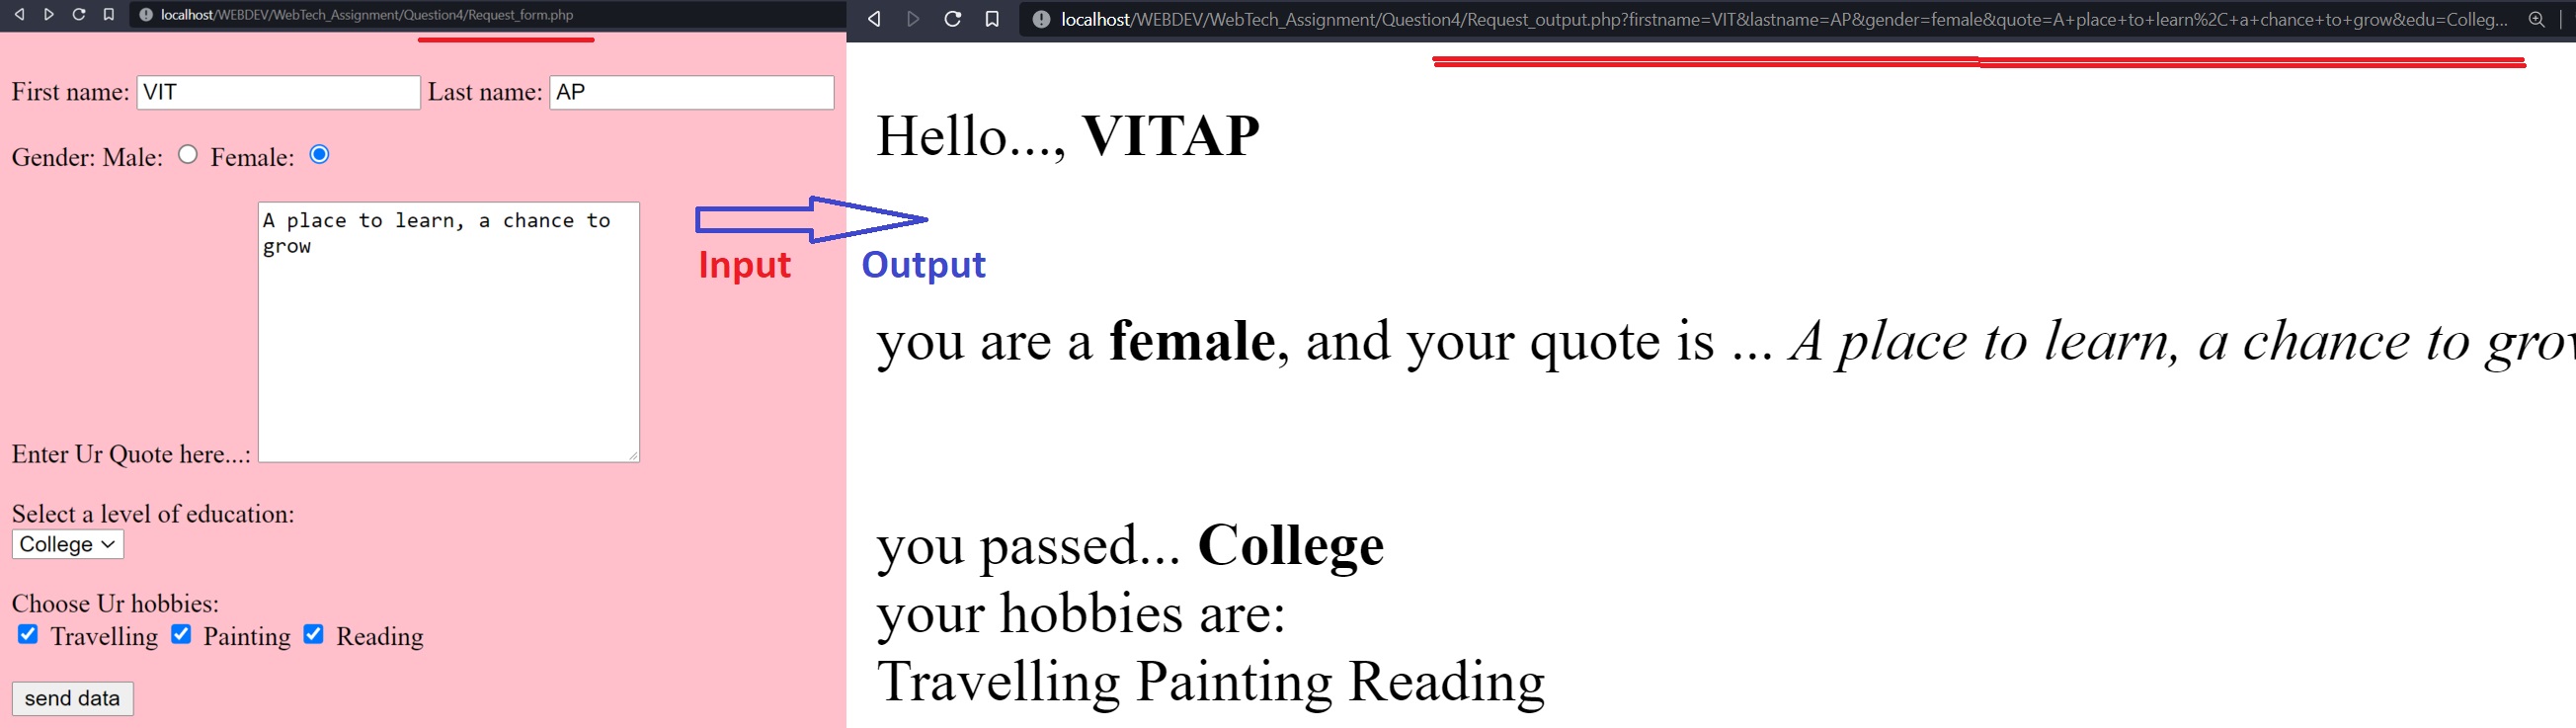 localhost/WEBDEV/WebTech_Assignment/Question4/Request_form.php
First name: VIT Last name: AP
Gender: Male: Female:
A place to learn, a chance to
grow
Enter Ur Quote here...:
Select a level of education:
College
Choose Ur hobbies:
Travelling Painting Reading
send data
Input
Output
localhost/WEBDEV/WebTech_Assignment/Question4/Request_output.php?firstname=VIT&lastname=AP&gender=female&quote=A+place+to+learn%2C+a+chance+to+grow&edu=Colleg...
Hello..., VITAP
you are a female, and your quote is ... A place to learn, a chance to grov
you passed... College
your hobbies are:
Travelling Painting Reading